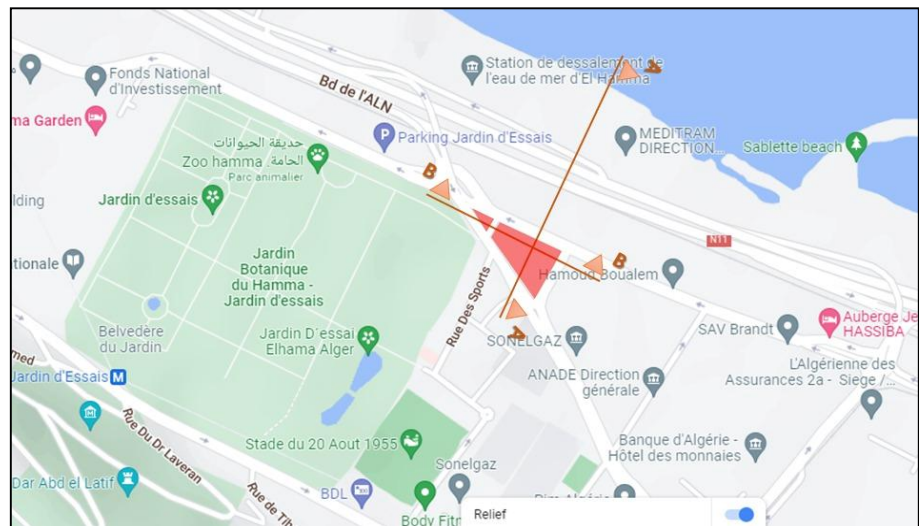 Station de dessalement de
l'eau de mer d'El Hamma
A
Fonds National
d'Investissement
Bd de l'ALN
ma Garden
Parking Jardin d'Essais
حديقة الحيوانات
الحامة.
Zoo hamma
Parc animalier
MEDITRAM
DIRECTION...
Sablette beach
B
Jardin d'essais
lding
N11
Jardin
Botanique
du Hamma -
Jardin d'essais
B
tionale
Hamoud Boualem
Rue Des Sports
Belvedère
du Jardin
Jardin D'essai
Elhama Alger
A
SONELGAZ
SAV Brandt
Auberge Je
HASSIBA
med
Jardin d'Essais M
ANADE Direction
générale
L'Algérienne des
Assurances 2a - Siege /...
Rue Du Dr Laveran
Stade du 20 Aout 1955
Banque d'Algérie -
Hôtel des monnaies
Sonelgaz
Dar Abd el Latif
Rue de Tib
BDL
Body Fitn
Relief